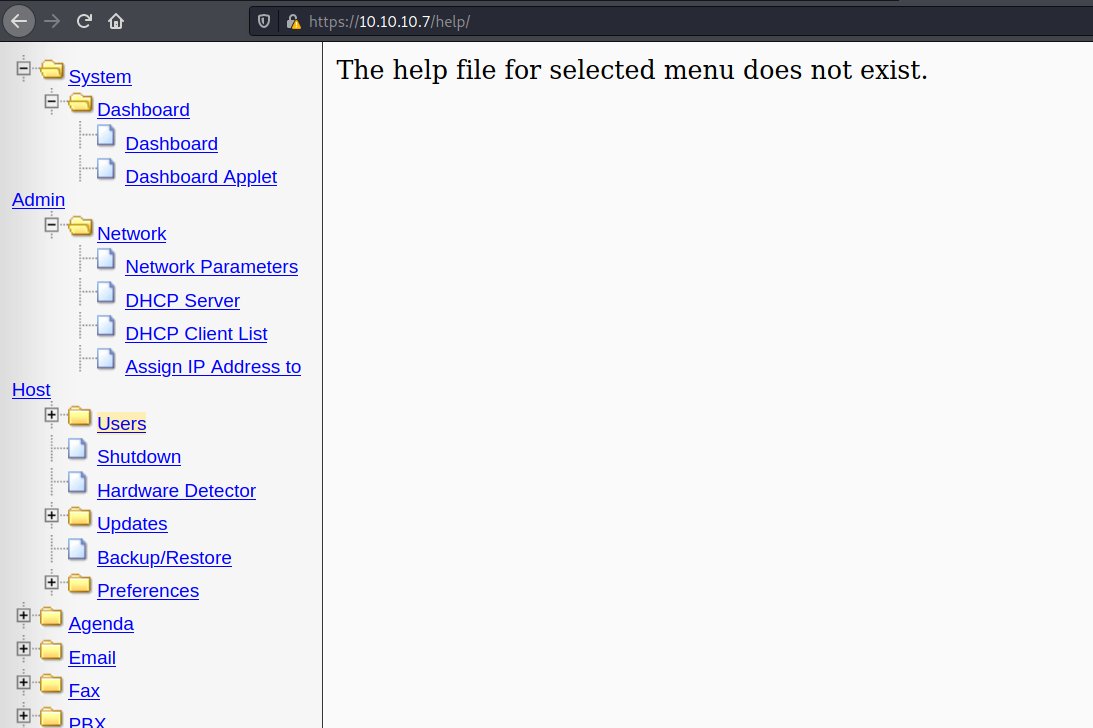 https://10.10.10.7/help/
System
Dashboard
Dashboard
Dashboard Applet
Admin
Network
Network Parameters
DHCP Server
DHCP Client List
Assign IP Address to
Host
Users
Shutdown
Hardware Detector
Updates
Backup/Restore
Preferences
Agenda
Email
Fax
PBX
The help file for selected menu does not exist.